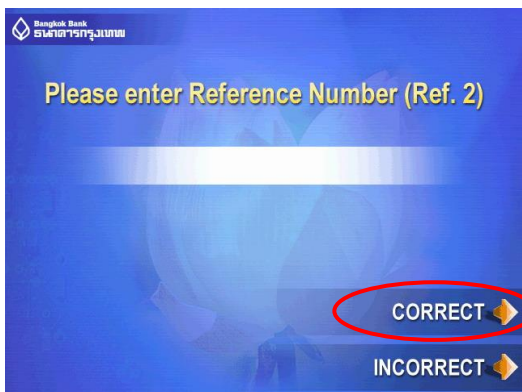 Bangkok Bank
ธนาคารกรุงเทพ
Please enter Reference Number (Ref. 2)
CORRECT
INCORRECT